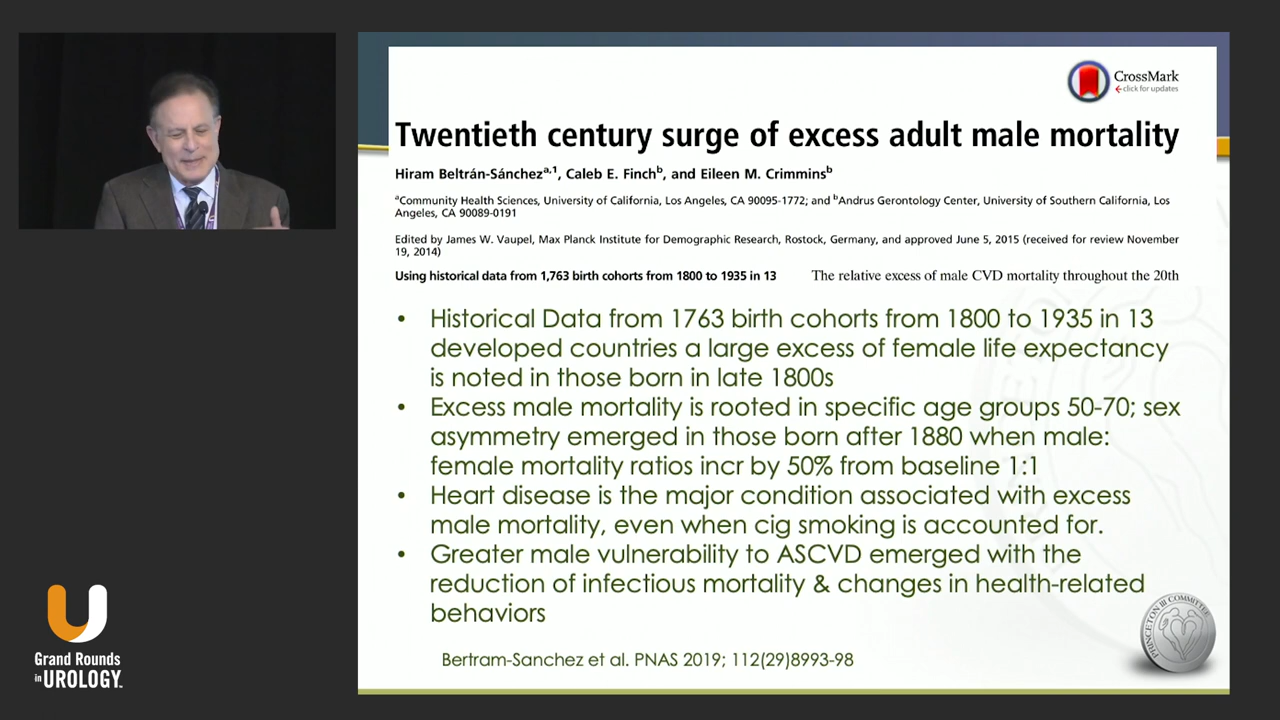 CrossMark
click for updates
Twentieth century surge of excess adult male mortality
Hiram Beltrán-Sánchezᵃ,¹, Caleb E. Finchᵇ, and Eileen M. Crimminsᵇ
ᵃCommunity Health Sciences, University of California, Los Angeles, CA 90095-1772; and ᵇAndrus Gerontology Center, University of Southern California, Los
Angeles, CA 90089-0191
Edited by James W. Vaupel, Max Planck Institute for Demographic Research, Rostock, Germany, and approved June 5, 2015 (received for review November
19, 2014)
Using historical data from 1,763 birth cohorts from 1800 to 1935 in 13
The relative excess of male CVD mortality throughout the 20th
• Historical Data from 1763 birth cohorts from 1800 to 1935 in 13
developed countries a large excess of female life expectancy
is noted in those born in late 1800s
• Excess male mortality is rooted in specific age groups 50-70; sex
asymmetry emerged in those born after 1880 when male:
female mortality ratios incr by 50% from baseline 1:1
• Heart disease is the major condition associated with excess
male mortality, even when cig smoking is accounted for.
• Greater male vulnerability to ASCVD emerged with the
reduction of infectious mortality & changes in health-related
behaviors
Bertram-Sanchez et al. PNAS 2019; 112(29)8993-98
PRINCETON III COMMITTEE
Grand Rounds
in UROLOGY